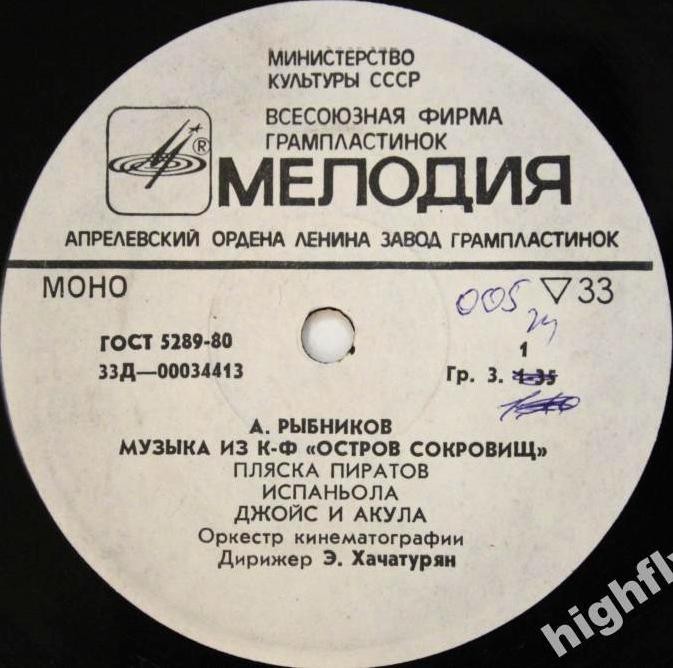 МИНИСТЕРСТВО
КУЛЬТУРЫ СССР
ВСЕСОЮЗНАЯ ФИРМА
ГРАМПЛАСТИНОК
®
МЕЛОДИЯ
АПРЕЛЕВСКИЙ ОРДЕНА ЛЕНИНА ЗАВОД ГРАМПЛАСТИНОК
МОНО
005 ▽ 33
ГОСТ 5289-80
1
33Д—00034413
Гр. 3. 1-35
А. РЫБНИКОВ
МУЗЫКА ИЗ К-Ф «ОСТРОВ СОКРОВИЩ»
ПЛЯСКА ПИРАТОВ
ИСПАНЬОЛА
ДЖОЙС И АКУЛА
Оркестр кинематографии
Дирижер Э. Хачатурян
highfly